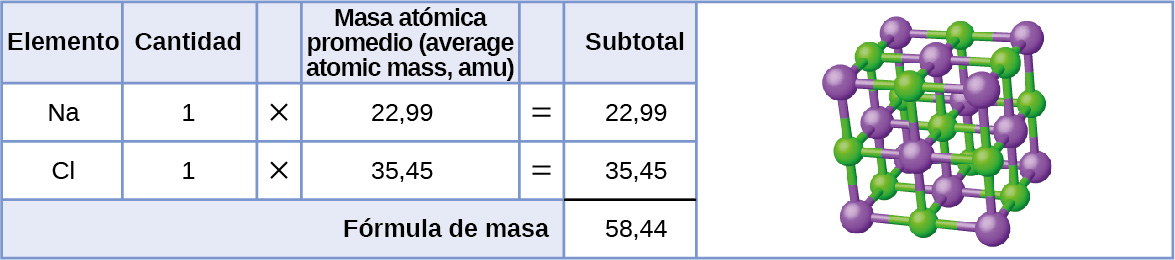 Elemento Cantidad Masa atómica promedio (average atomic mass, amu) Subtotal
Na 1 × 22,99 = 22,99
Cl 1 × 35,45 = 35,45
Fórmula de masa 58,44